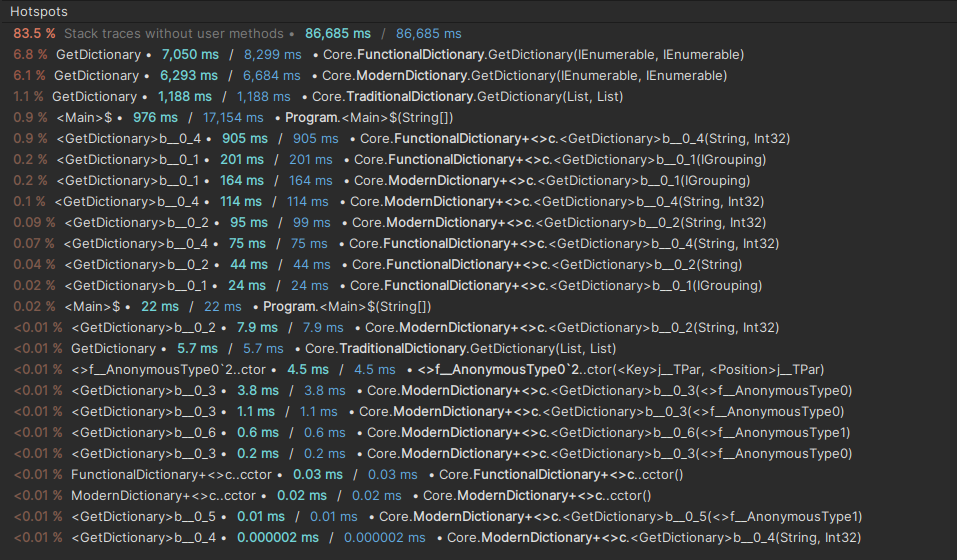 Hotspots
83.5 % Stack traces without user methods • 86,685 ms / 86,685 ms
6.8 % GetDictionary • 7,050 ms / 8,299 ms • Core.FunctionalDictionary.GetDictionary(IEnumerable, IEnumerable)
6.1 % GetDictionary • 6,293 ms / 6,684 ms • Core.ModernDictionary.GetDictionary(IEnumerable, IEnumerable)
1.1 % GetDictionary • 1,188 ms / 1,188 ms • Core.TraditionalDictionary.GetDictionary(List, List)
0.9 % <Main>$ • 976 ms / 17,154 ms • Program.<Main>$(String[])
0.9 % <GetDictionary>b__0_4 • 905 ms / 905 ms • Core.FunctionalDictionary+<>c.<GetDictionary>b__0_4(String, Int32)
0.2 % <GetDictionary>b__0_1 • 201 ms / 201 ms • Core.FunctionalDictionary+<>c.<GetDictionary>b__0_1(IGrouping)
0.2 % <GetDictionary>b__0_1 • 164 ms / 164 ms • Core.ModernDictionary+<>c.<GetDictionary>b__0_1(IGrouping)
0.1 % <GetDictionary>b__0_4 • 114 ms / 114 ms • Core.ModernDictionary+<>c.<GetDictionary>b__0_4(String, Int32)
0.09 % <GetDictionary>b__0_2 • 95 ms / 99 ms • Core.ModernDictionary+<>c.<GetDictionary>b__0_2(String, Int32)
0.07 % <GetDictionary>b__0_4 • 75 ms / 75 ms • Core.FunctionalDictionary+<>c.<GetDictionary>b__0_4(String, Int32)
0.04 % <GetDictionary>b__0_2 • 44 ms / 44 ms • Core.FunctionalDictionary+<>c.<GetDictionary>b__0_2(String)
0.02 % <GetDictionary>b__0_1 • 24 ms / 24 ms • Core.FunctionalDictionary+<>c.<GetDictionary>b__0_1(IGrouping)
0.02 % <Main>$ • 22 ms / 22 ms • Program.<Main>$(String[])
<0.01 % <GetDictionary>b__0_2 • 7.9 ms / 7.9 ms • Core.ModernDictionary+<>c.<GetDictionary>b__0_2(String, Int32)
<0.01 % GetDictionary • 5.7 ms / 5.7 ms • Core.TraditionalDictionary.GetDictionary(List, List)
<0.01 % <>f__AnonymousType0`2..ctor • 4.5 ms / 4.5 ms • <>f__AnonymousType0`2..ctor(<Key>j__TPar, <Position>j__TPar)
<0.01 % <GetDictionary>b__0_3 • 3.8 ms / 3.8 ms • Core.ModernDictionary+<>c.<GetDictionary>b__0_3(<>f__AnonymousType0)
<0.01 % <GetDictionary>b__0_3 • 1.1 ms / 1.1 ms • Core.ModernDictionary+<>c.<GetDictionary>b__0_3(<>f__AnonymousType0)
<0.01 % <GetDictionary>b__0_6 • 0.6 ms / 0.6 ms • Core.ModernDictionary+<>c.<GetDictionary>b__0_6(<>f__AnonymousType1)
<0.01 % <GetDictionary>b__0_3 • 0.2 ms / 0.2 ms • Core.ModernDictionary+<>c.<GetDictionary>b__0_3(<>f__AnonymousType0)
<0.01 % FunctionalDictionary+<>c..cctor • 0.03 ms / 0.03 ms • Core.FunctionalDictionary+<>c..cctor()
<0.01 % ModernDictionary+<>c..cctor • 0.02 ms / 0.02 ms • Core.ModernDictionary+<>c..cctor()
<0.01 % <GetDictionary>b__0_5 • 0.01 ms / 0.01 ms • Core.ModernDictionary+<>c.<GetDictionary>b__0_5(<>f__AnonymousType1)
<0.01 % <GetDictionary>b__0_4 • 0.000002 ms / 0.000002 ms • Core.ModernDictionary+<>c.<GetDictionary>b__0_4(String, Int32)